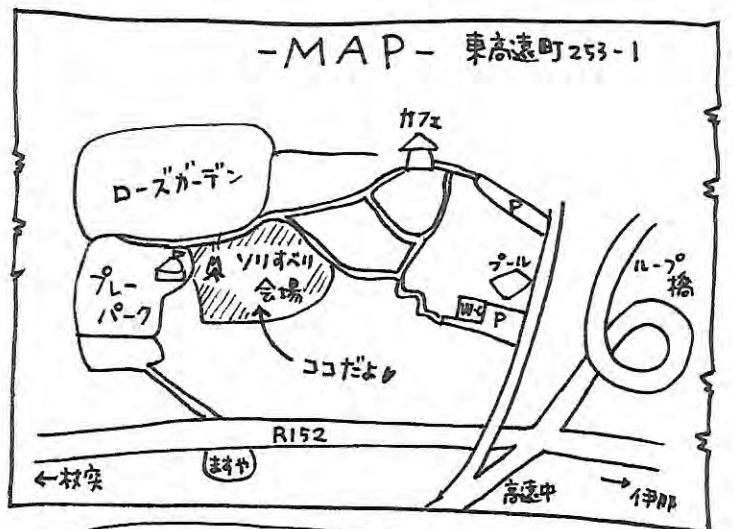 -MAP- 東高遠町253-1
カフェ
ローズガーデン
P
プール
ループ
橋
プレー
パーク
ソリすべり
会場
WC
P
ココだよ
R152
ますや
←杖突
高遠中
→伊那